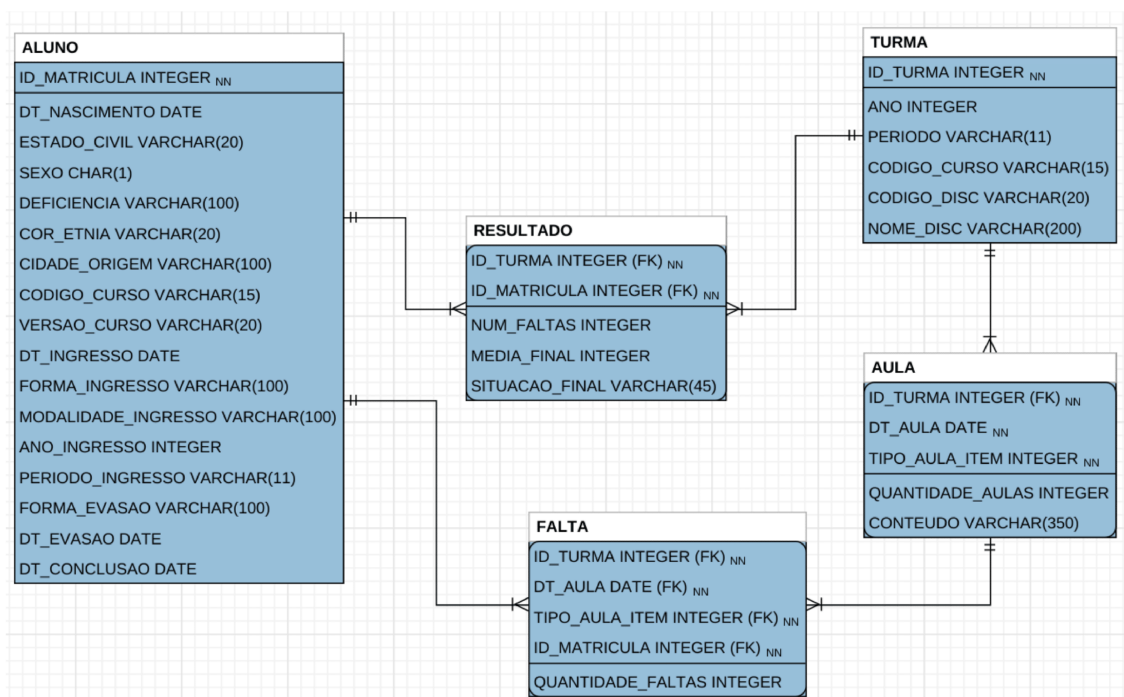 ALUNO
ID_MATRICULA INTEGER NN
DT_NASCIMENTO DATE
ESTADO_CIVIL VARCHAR(20)
SEXO CHAR(1)
DEFICIENCIA VARCHAR(100)
COR_ETNIA VARCHAR(20)
CIDADE_ORIGEM VARCHAR(100)
CODIGO_CURSO VARCHAR(15)
VERSAO_CURSO VARCHAR(20)
DT_INGRESSO DATE
FORMA_INGRESSO VARCHAR(100)
MODALIDADE_INGRESSO VARCHAR(100)
ANO_INGRESSO INTEGER
PERIODO_INGRESSO VARCHAR(11)
FORMA_EVASAO VARCHAR(100)
DT_EVASAO DATE
DT_CONCLUSAO DATE
RESULTADO
ID_TURMA INTEGER (FK) NN
ID_MATRICULA INTEGER (FK) NN
NUM_FALTAS INTEGER
MEDIA_FINAL INTEGER
SITUACAO_FINAL VARCHAR(45)
TURMA
ID_TURMA INTEGER NN
ANO INTEGER
PERIODO VARCHAR(11)
CODIGO_CURSO VARCHAR(15)
CODIGO_DISC VARCHAR(20)
NOME_DISC VARCHAR(200)
AULA
ID_TURMA INTEGER (FK) NN
DT_AULA DATE NN
TIPO_AULA_ITEM INTEGER NN
QUANTIDADE_AULAS INTEGER
CONTEUDO VARCHAR(350)
FALTA
ID_TURMA INTEGER (FK) NN
DT_AULA DATE (FK) NN
TIPO_AULA_ITEM INTEGER (FK) NN
ID_MATRICULA INTEGER (FK) NN
QUANTIDADE_FALTAS INTEGER